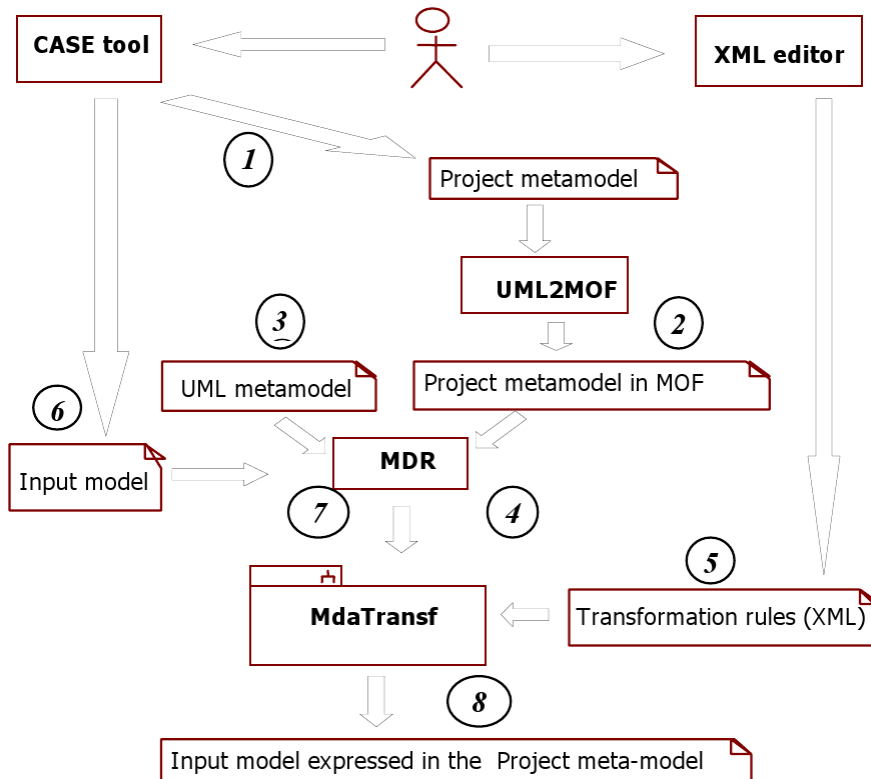 CASE tool
XML editor
1
Project metamodel
UML2MOF
3
2
UML metamodel
Project metamodel in MOF
6
Input model
MDR
7
4
5
MdaTransf
Transformation rules (XML)
8
Input model expressed in the Project meta-model